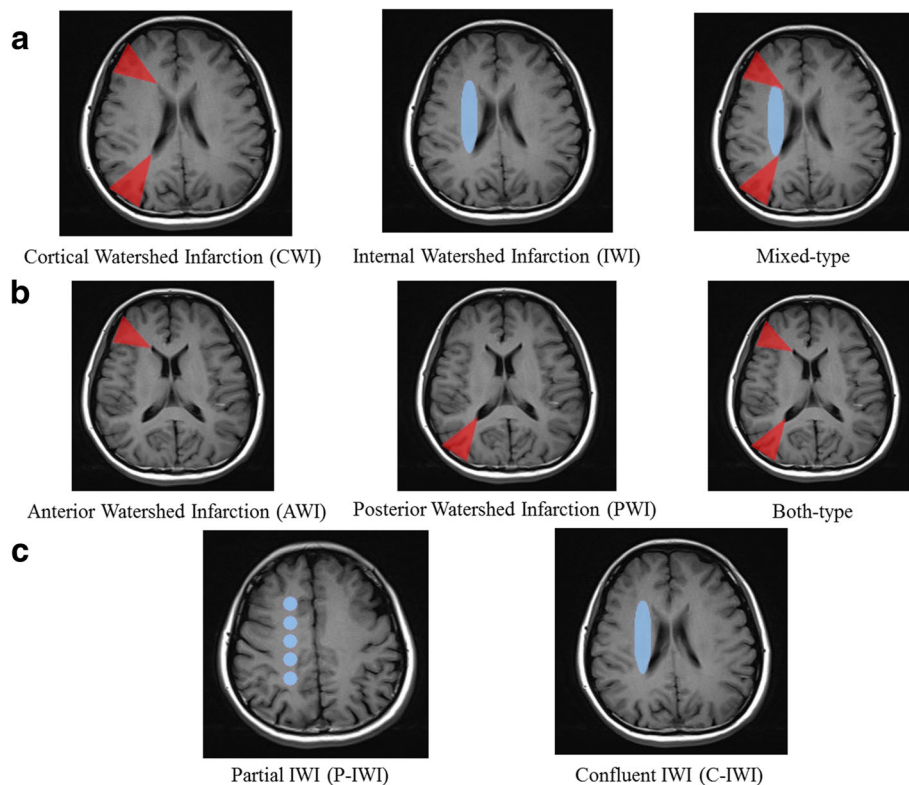 a
Cortical Watershed Infarction (CWI)
Internal Watershed Infarction (IWI)
Mixed-type
b
Anterior Watershed Infarction (AWI)
Posterior Watershed Infarction (PWI)
Both-type
c
Partial IWI (P-IWI)
Confluent IWI (C-IWI)